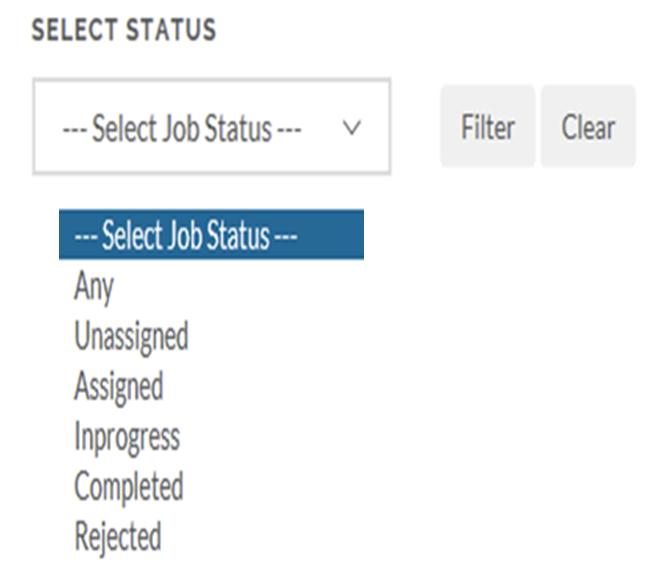 SELECT STATUS
--- Select Job Status --- Filter Clear
--- Select Job Status ---
Any
Unassigned
Assigned
Inprogress
Completed
Rejected